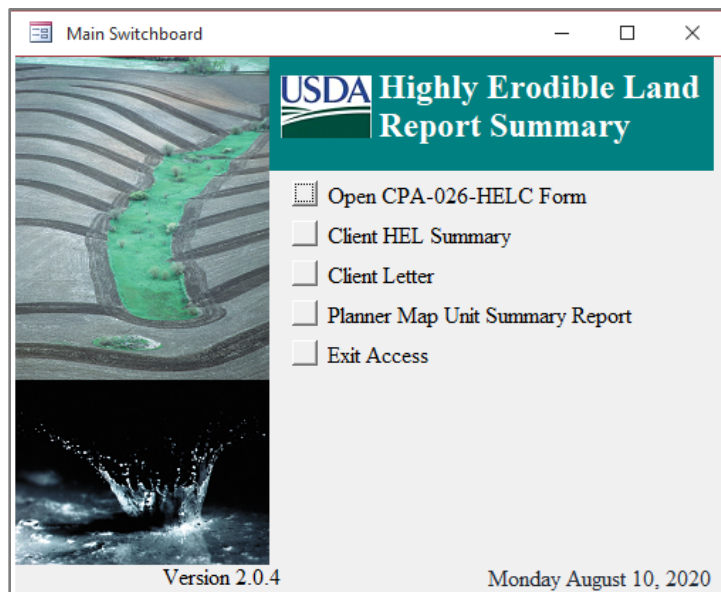 Main Switchboard
USDA
Highly Erodible Land
Report Summary
Open CPA-026-HELC Form
Client HEL Summary
Client Letter
Planner Map Unit Summary Report
Exit Access
Version 2.0.4
Monday August 10, 2020